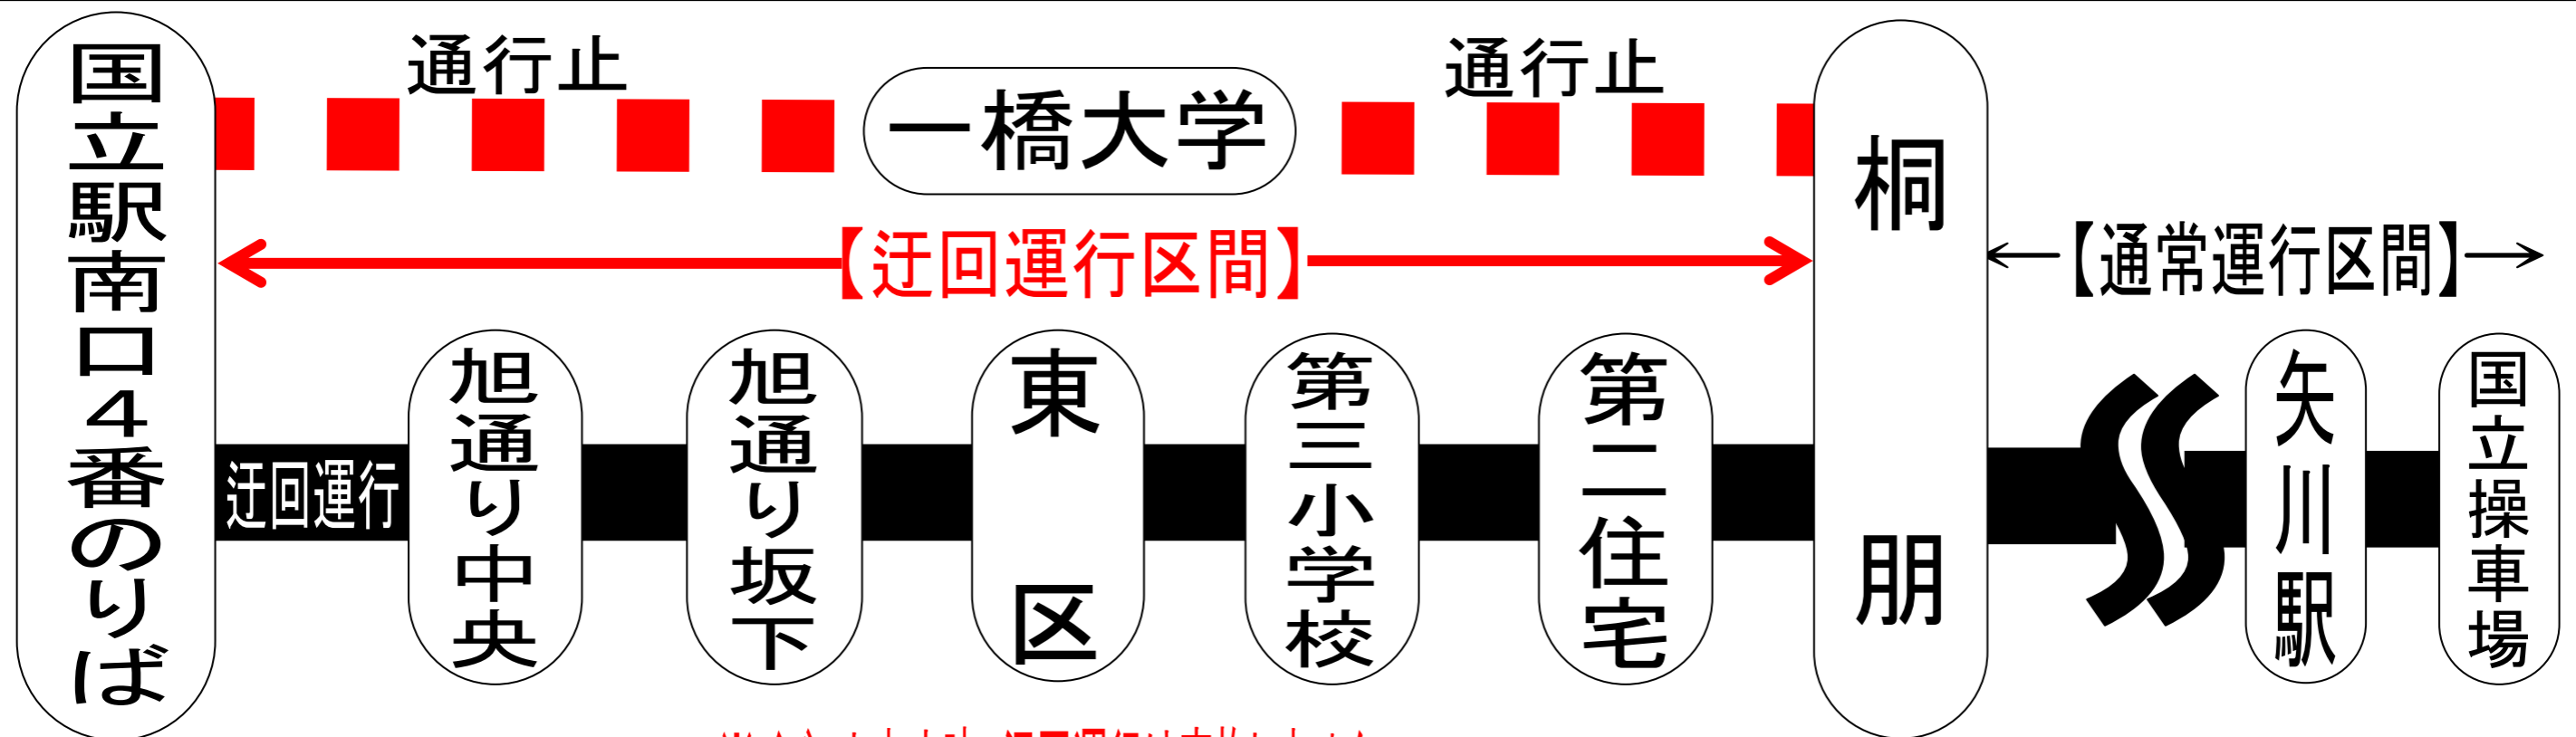 国立駅南口4番のりば
通行止
一橋大学
通行止
【迂回運行区間】
桐朋
【通常運行区間】
迂回運行
旭通り中央
旭通り坂下
東区
第三小学校
第二住宅
矢川駅
国立操車場